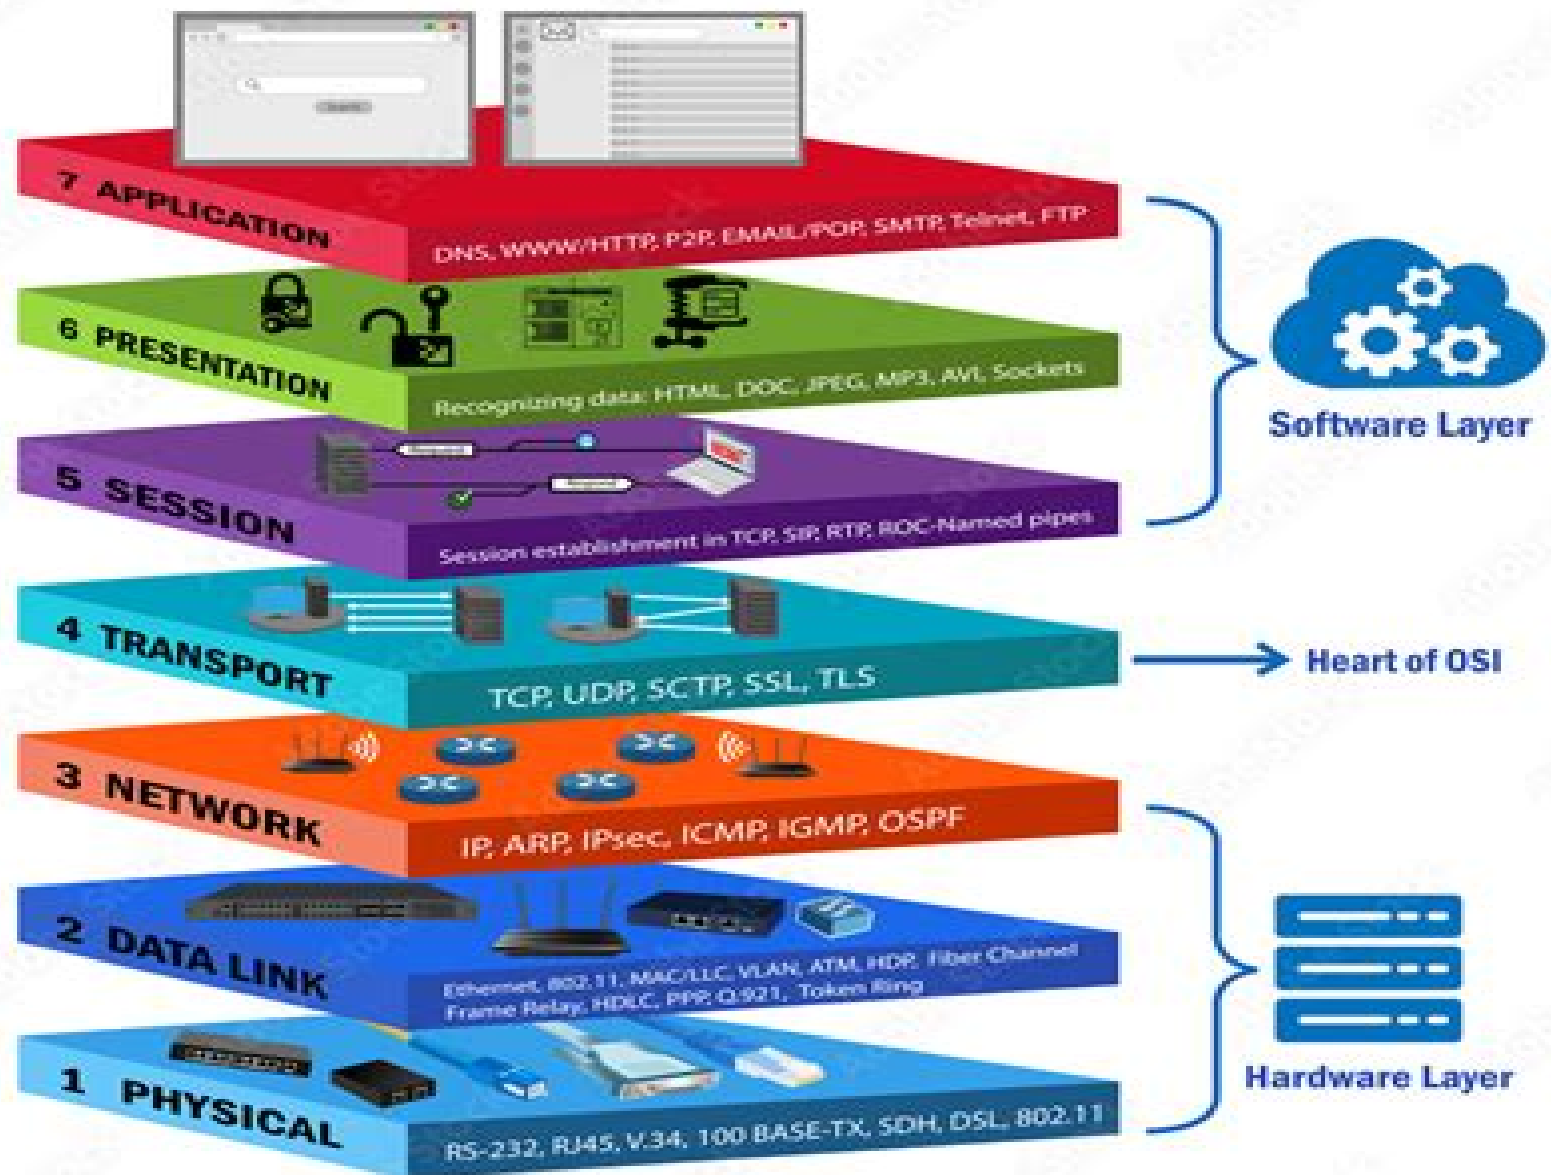 7 APPLICATION
DNS, WWW/HTTP, P2P, EMAIL/POP, SMTP, Telnet, FTP
6 PRESENTATION
Recognizing data: HTML, DOC, JPEG, MP3, AVI, Sockets
Software Layer
5 SESSION
Request
Session establishment in TCP, SIP, RTP, ROC-Named pipes
4 TRANSPORT
TCP, UDP, SCTP, SSL, TLS
Heart of OSI
3 NETWORK
IP, ARP, IPsec, ICMP, IGMP, OSPF
2 DATA LINK
Ethernet, 802.11, MAC/LLC, VLAN, ATM, HDP, Fiber Channel
Frame Relay, HDLC, PPP, Q.921, Token Ring
Hardware Layer
1 PHYSICAL
RS-232, RJ45, V.34, 100 BASE-TX, SDH, DSL, 802.11